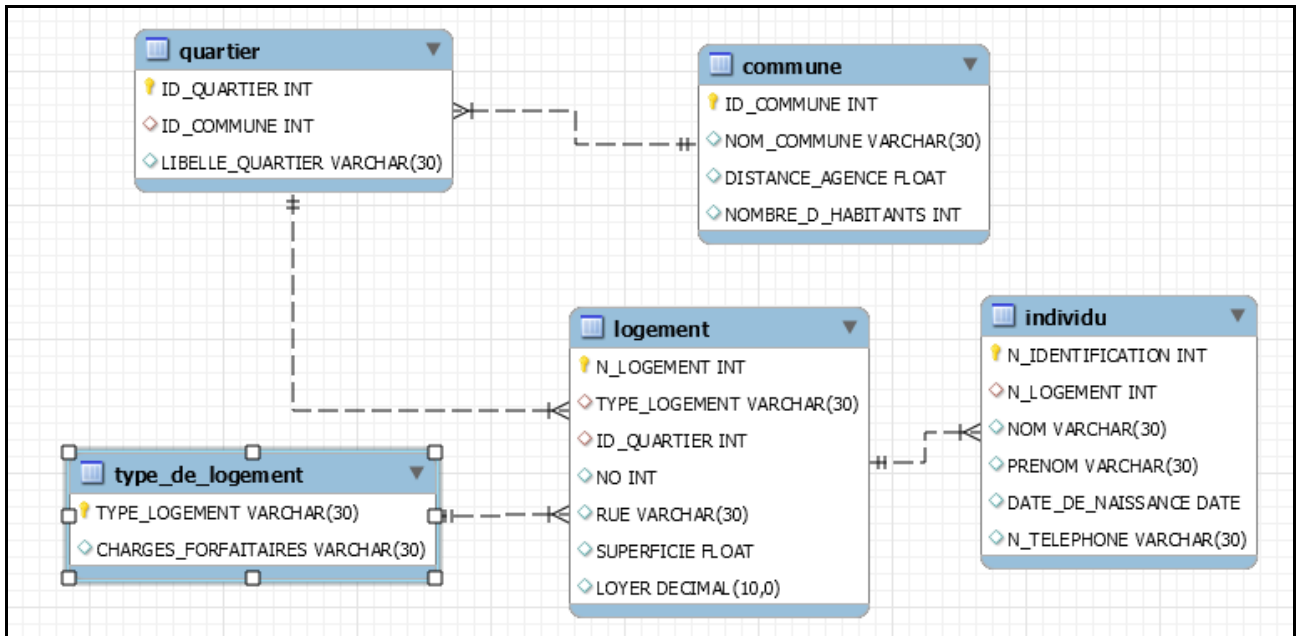 quartier
ID_QUARTIER INT
ID_COMMUNE INT
LIBELLE_QUARTIER VARCHAR(30)
commune
ID_COMMUNE INT
NOM_COMMUNE VARCHAR(30)
DISTANCE_AGENCE FLOAT
NOMBRE_D_HABITANTS INT
logement
N_LOGEMENT INT
TYPE_LOGEMENT VARCHAR(30)
ID_QUARTIER INT
NO INT
RUE VARCHAR(30)
SUPERFICIE FLOAT
LOYER DECIMAL(10,0)
individu
N_IDENTIFICATION INT
N_LOGEMENT INT
NOM VARCHAR(30)
PRENOM VARCHAR(30)
DATE_DE_NAISSANCE DATE
N_TELEPHONE VARCHAR(30)
type_de_logement
TYPE_LOGEMENT VARCHAR(30)
CHARGES_FORFAITAIRES VARCHAR(30)